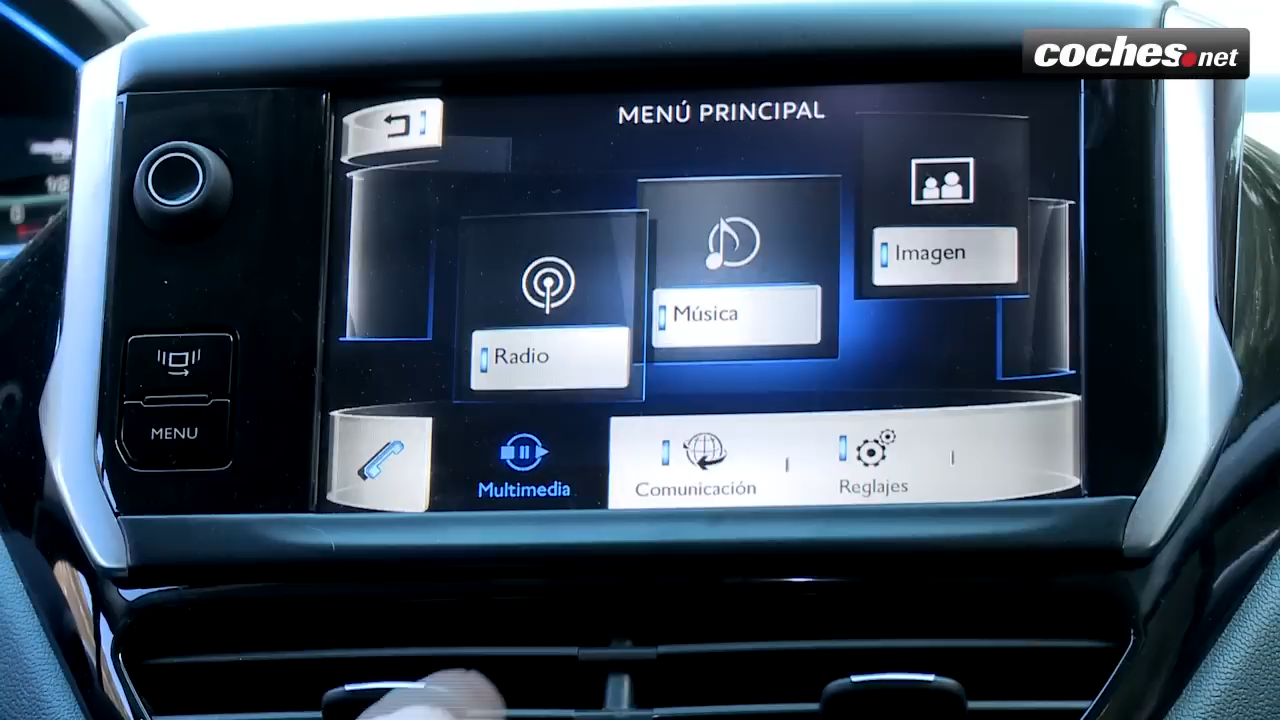 coches.net
MENÚ PRINCIPAL
Imagen
Música
Radio
MENU
Multimedia
Comunicación
Reglajes